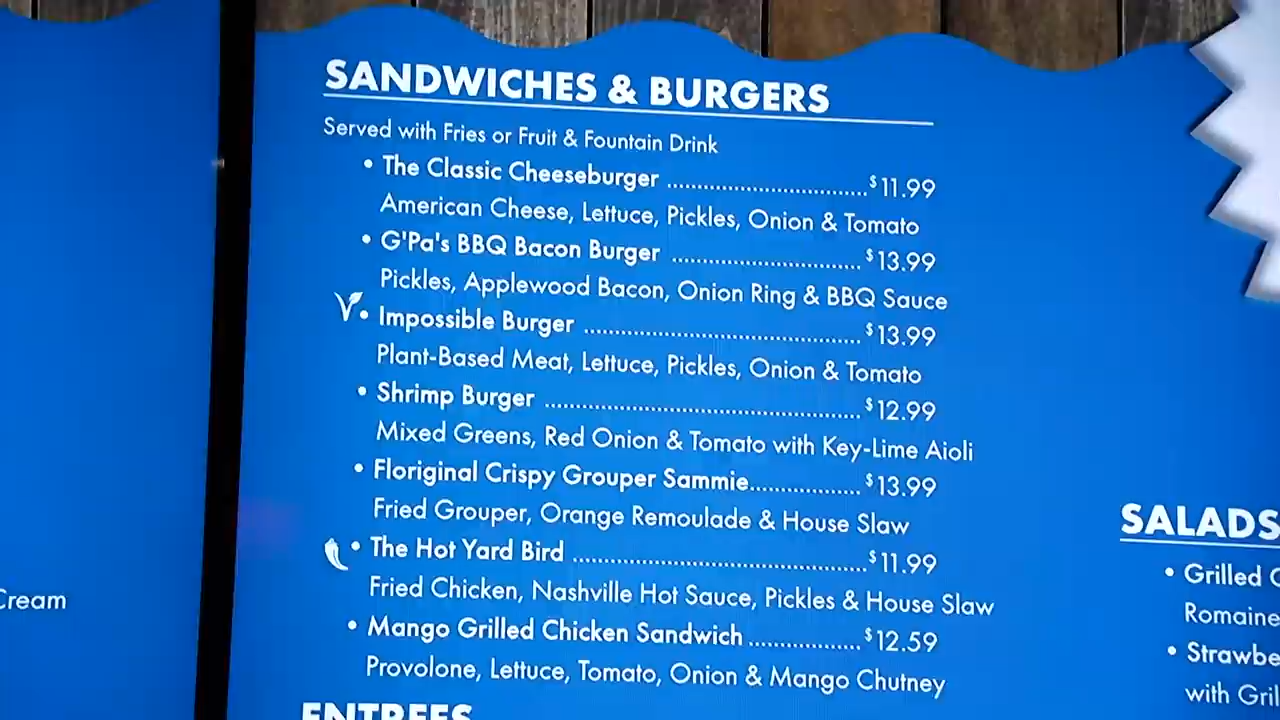 SANDWICHES & BURGERS
Served with Fries or Fruit & Fountain Drink
• The Classic Cheeseburger ............................ $11.99
American Cheese, Lettuce, Pickles, Onion & Tomato
• G'Pa's BBQ Bacon Burger ............................ $13.99
Pickles, Applewood Bacon, Onion Ring & BBQ Sauce
• Impossible Burger ............................ $13.99
Plant-Based Meat, Lettuce, Pickles, Onion & Tomato
• Shrimp Burger ............................ $12.99
Mixed Greens, Red Onion & Tomato with Key-Lime Aioli
• Floriginal Crispy Grouper Sammie................ $13.99
Fried Grouper, Orange Remoulade & House Slaw
• The Hot Yard Bird ............................ $11.99
Fried Chicken, Nashville Hot Sauce, Pickles & House Slaw
• Mango Grilled Chicken Sandwich ................ $12.59
Provolone, Lettuce, Tomato, Onion & Mango Chutney
ENTREES
Cream
SALADS
• Grilled
Romaine
• Strawbe
with Gril